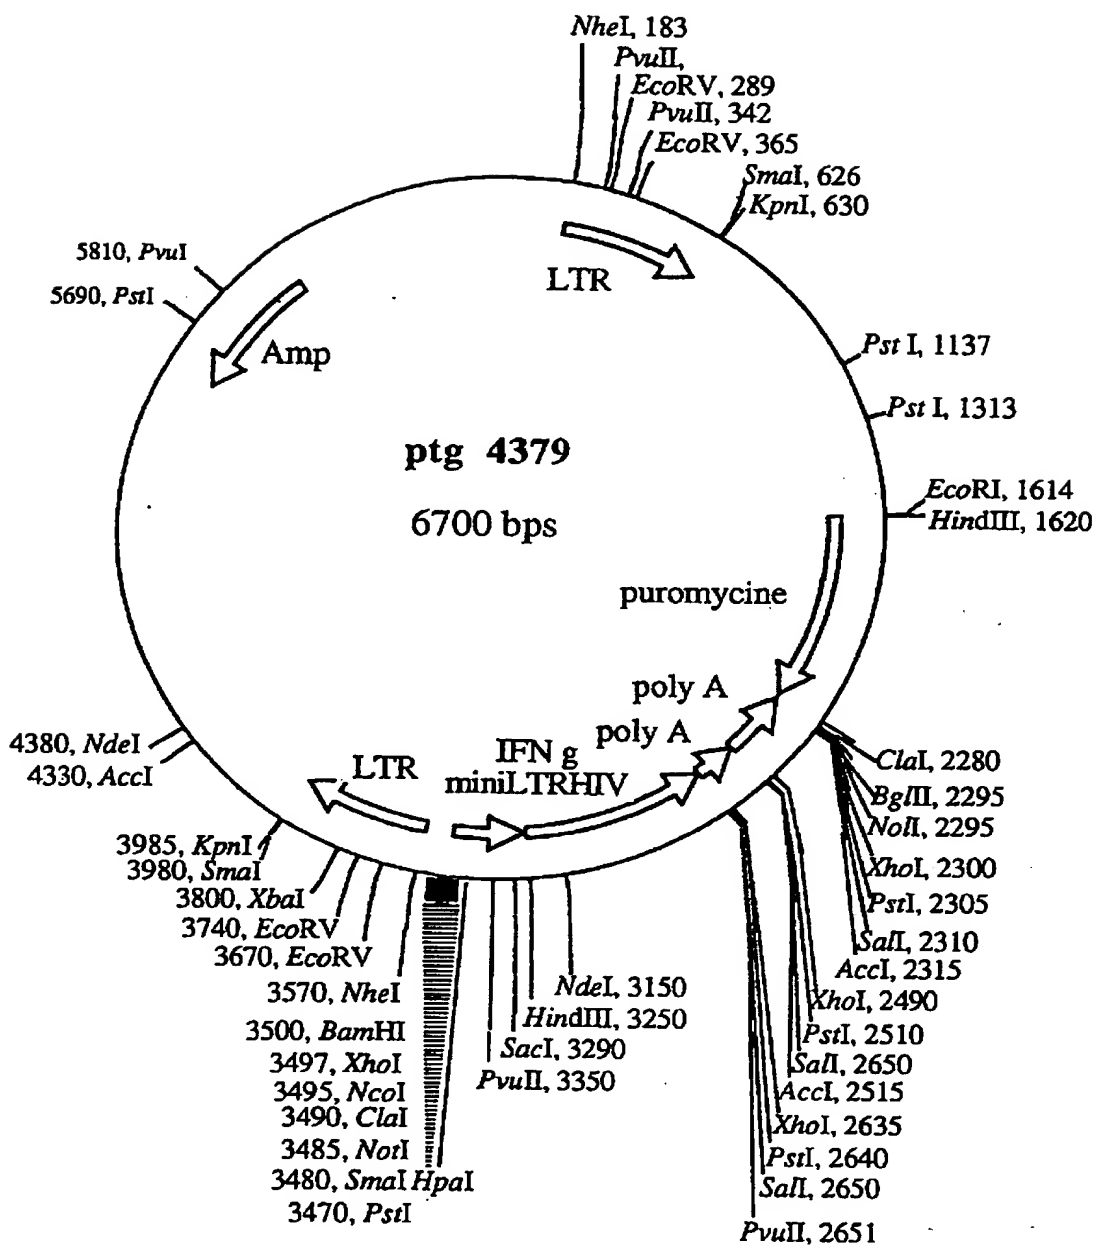 NheI, 183
PvuII,
EcoRV, 289
PvuII, 342
EcoRV, 365
SmaI, 626
KpnI, 630
5810, PvuI
5690, PstI
LTR
Amp
Pst I, 1137
Pst I, 1313
ptg 4379
6700 bps
EcoRI, 1614
HindIII, 1620
puromycine
poly A
poly A
IFN g
miniLTRHIV
LTR
4380, NdeI
4330, AccI
ClaI, 2280
BglII, 2295
NolI, 2295
XhoI, 2300
PstI, 2305
SalI, 2310
AccI, 2315
XhoI, 2490
PstI, 2510
SalI, 2650
AccI, 2515
XhoI, 2635
PstI, 2640
SalI, 2650
PvuII, 2651
3985, KpnI
3980, SmaI
3800, XbaI
3740, EcoRV
3670, EcoRV
3570, NheI
3500, BamHI
3497, XhoI
3495, NcoI
3490, ClaI
3485, NotI
3480, SmaI HpaI
3470, PstI
NdeI, 3150
HindIII, 3250
SacI, 3290
PvuII, 3350